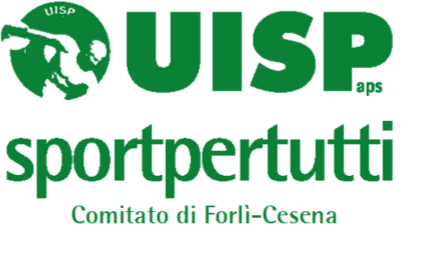 UISP
UISP
aps
sportpertutti
Comitato di Forlì-Cesena